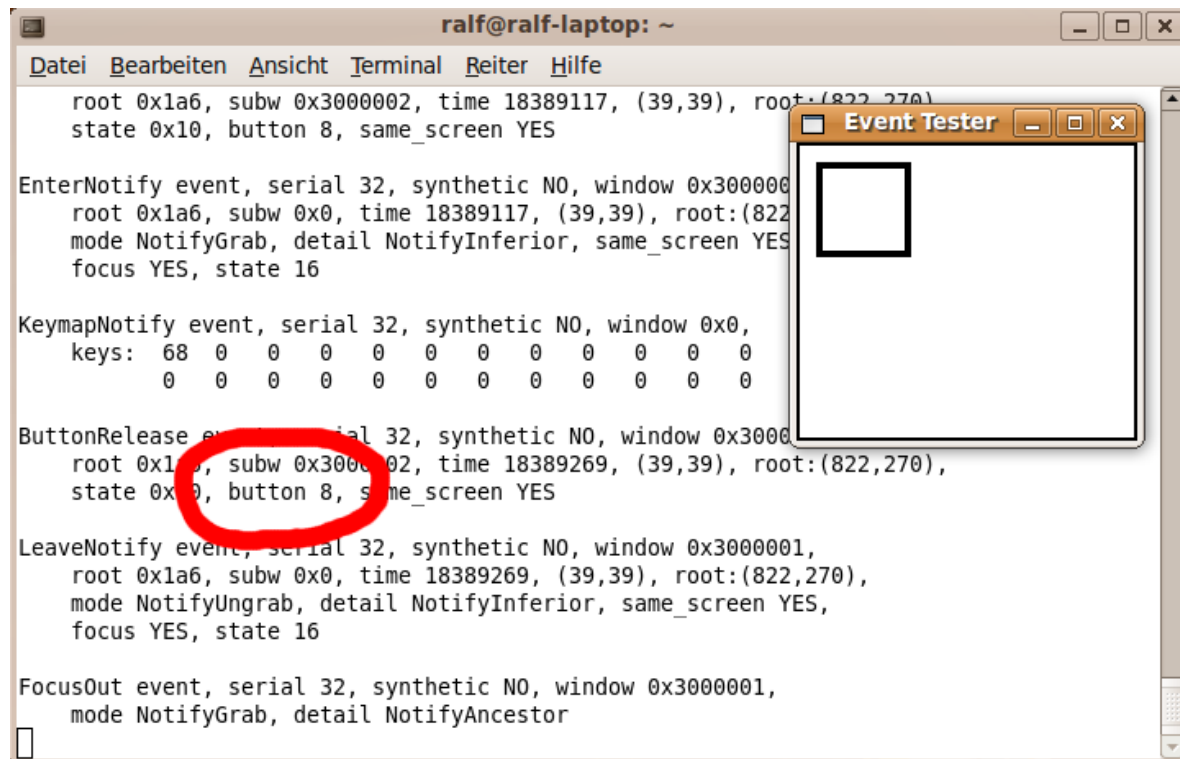 ralf@ralf-laptop: ~
Datei Bearbeiten Ansicht Terminal Reiter Hilfe
root 0x1a6, subw 0x3000002, time 18389117, (39,39), root:(822,270)
state 0x10, button 8, same_screen YES
Event Tester
EnterNotify event, serial 32, synthetic NO, window 0x300000
root 0x1a6, subw 0x0, time 18389117, (39,39), root:(822
mode NotifyGrab, detail NotifyInferior, same_screen YES
focus YES, state 16
KeymapNotify event, serial 32, synthetic NO, window 0x0,
keys: 68 0 0 0 0 0 0 0 0 0 0 0
0 0 0 0 0 0 0 0 0 0 0 0
ButtonRelease serial 32, synthetic NO, window 0x3000
root subw time 18389269, (39,39), root:(822,270),
state button 8, same_screen YES
LeaveNotify event, serial 32, synthetic NO, window 0x3000001,
root 0x1a6, subw 0x0, time 18389269, (39,39), root:(822,270),
mode NotifyUngrab, detail NotifyInferior, same_screen YES,
focus YES, state 16
FocusOut event, serial 32, synthetic NO, window 0x3000001,
mode NotifyGrab, detail NotifyAncestor